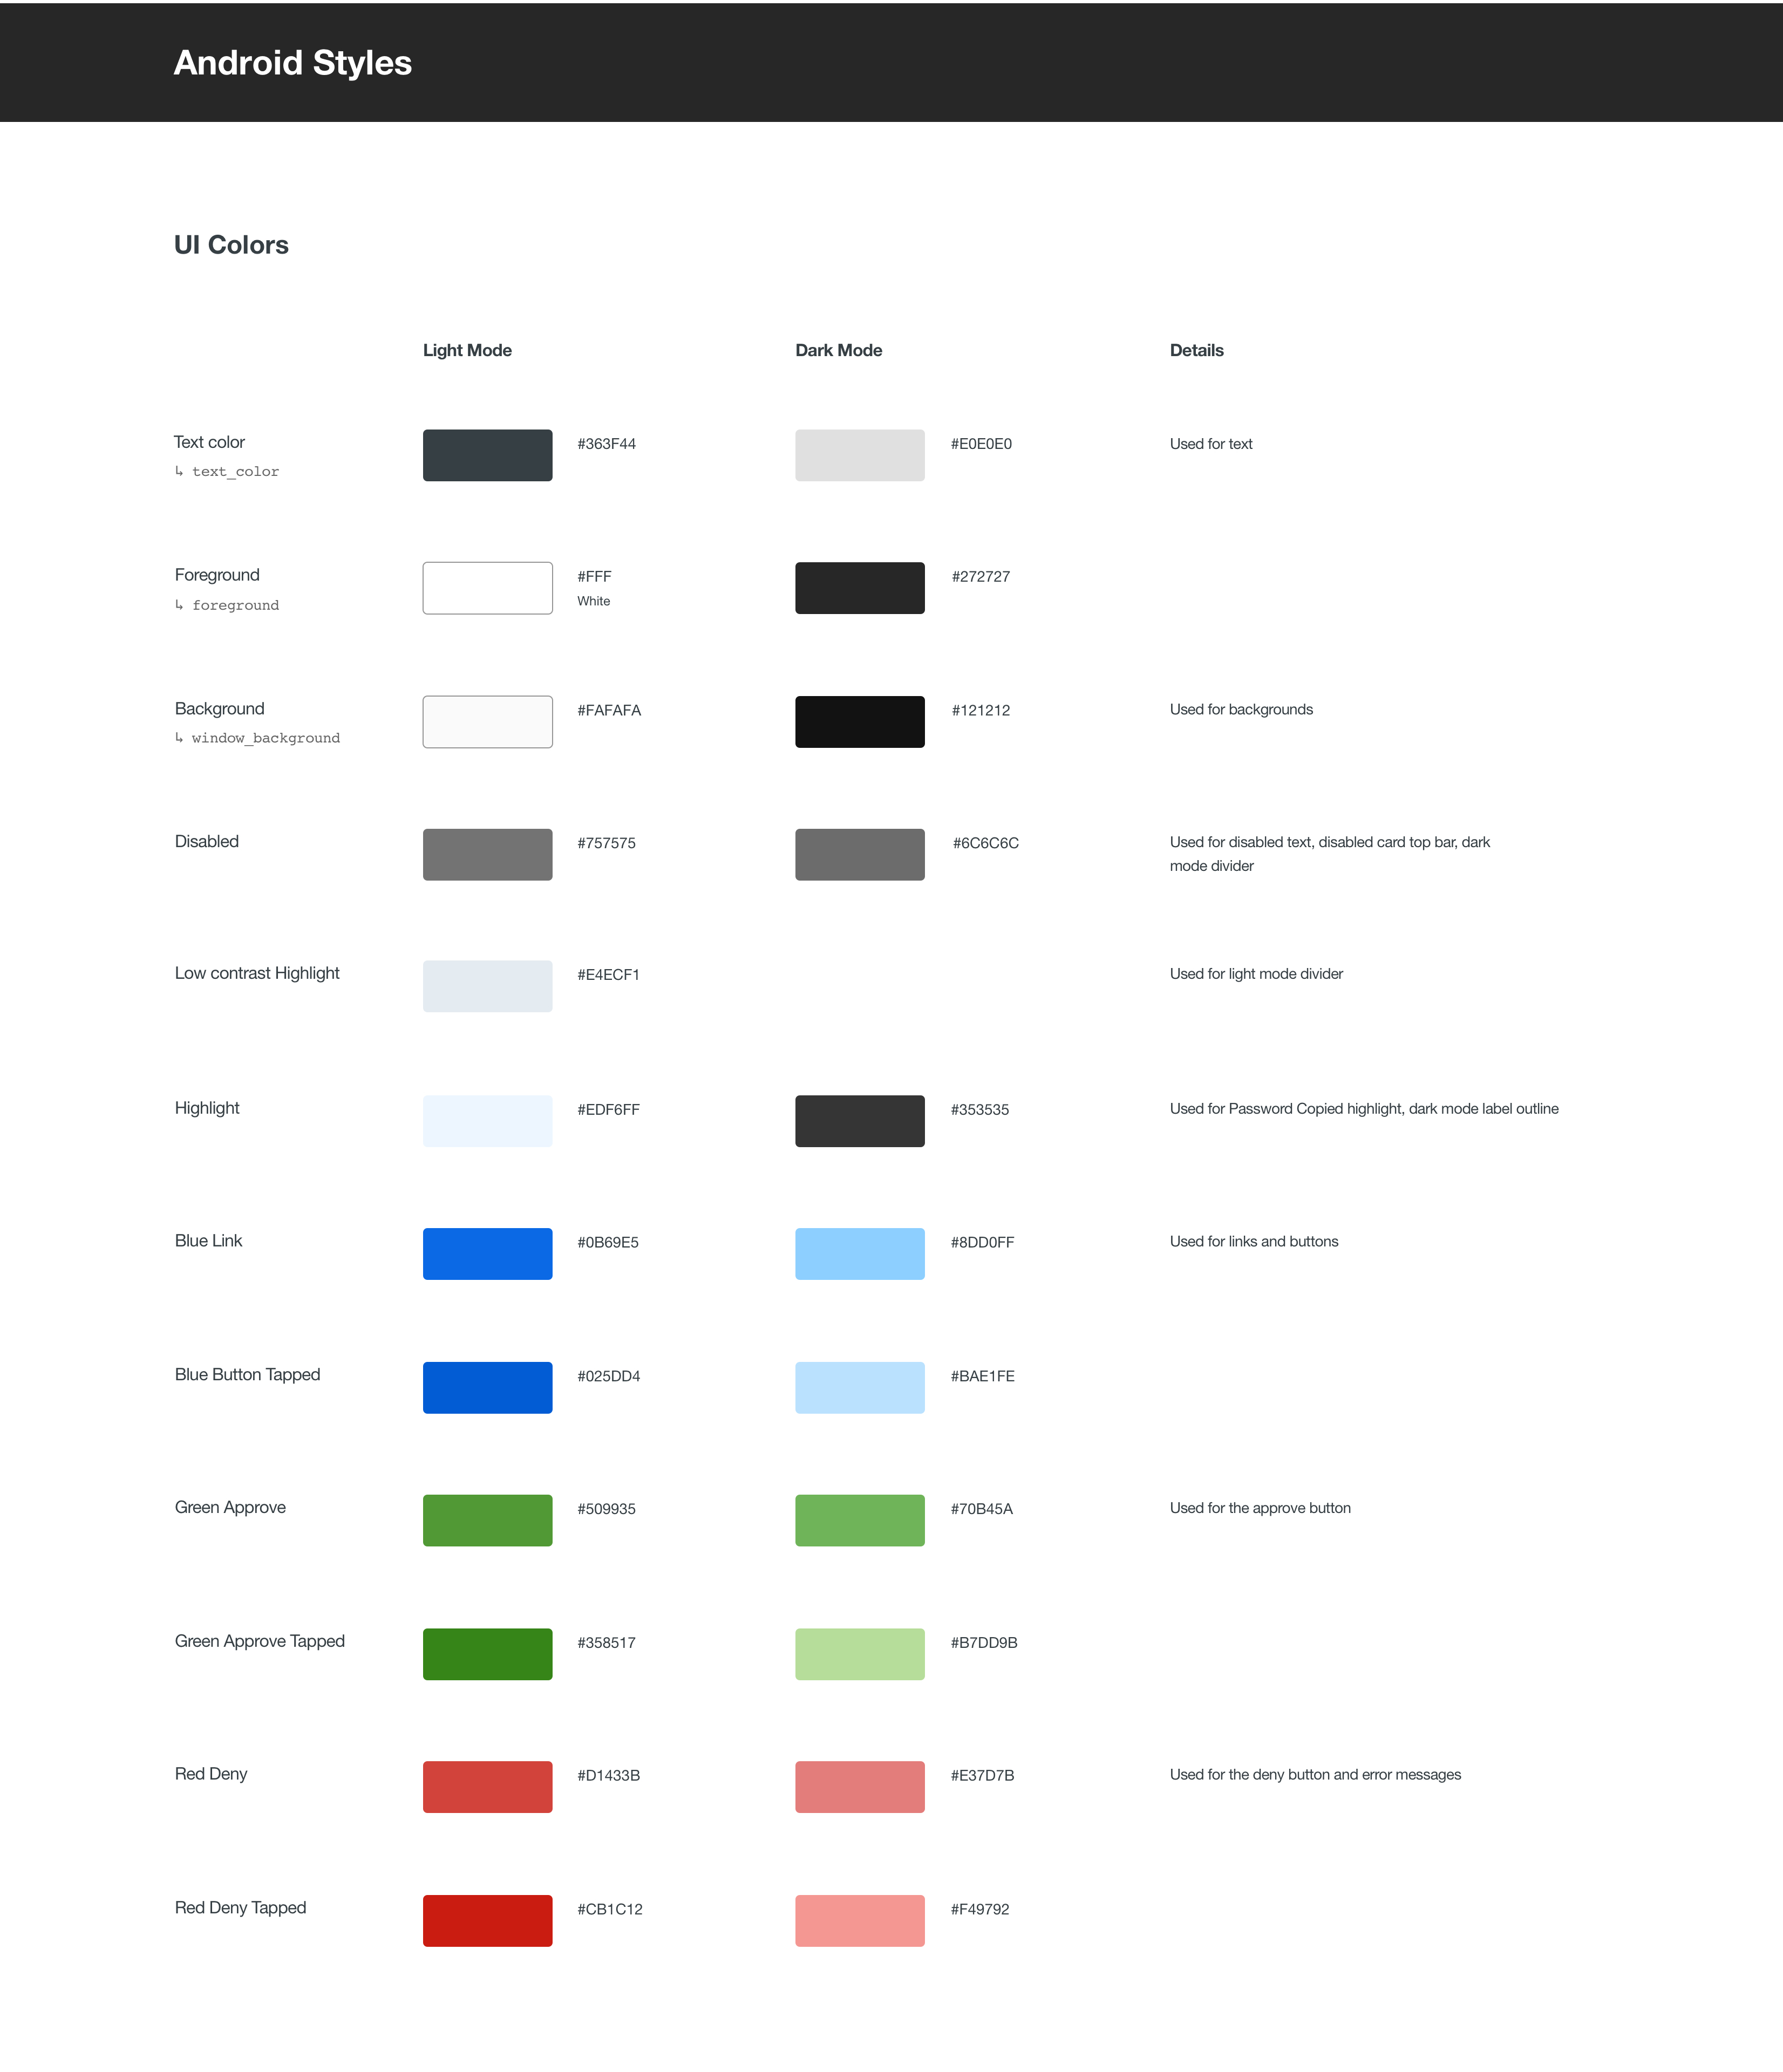 Android Styles
UI Colors
Light Mode Dark Mode Details
Text color #363F44 #E0E0E0 Used for text
↳ text_color
Foreground #FFF #272727
↳ foreground White
Background #FAFAFA #121212 Used for backgrounds
↳ window_background
Disabled #757575 #6C6C6C Used for disabled text, disabled card top bar, dark
mode divider
Low contrast Highlight #E4ECF1 Used for light mode divider
Highlight #EDF6FF #353535 Used for Password Copied highlight, dark mode label outline
Blue Link #0B69E5 #8DD0FF Used for links and buttons
Blue Button Tapped #025DD4 #BAE1FE
Green Approve #509935 #70B45A Used for the approve button
Green Approve Tapped #358517 #B7DD9B
Red Deny #D1433B #E37D7B Used for the deny button and error messages
Red Deny Tapped #CB1C12 #F49792